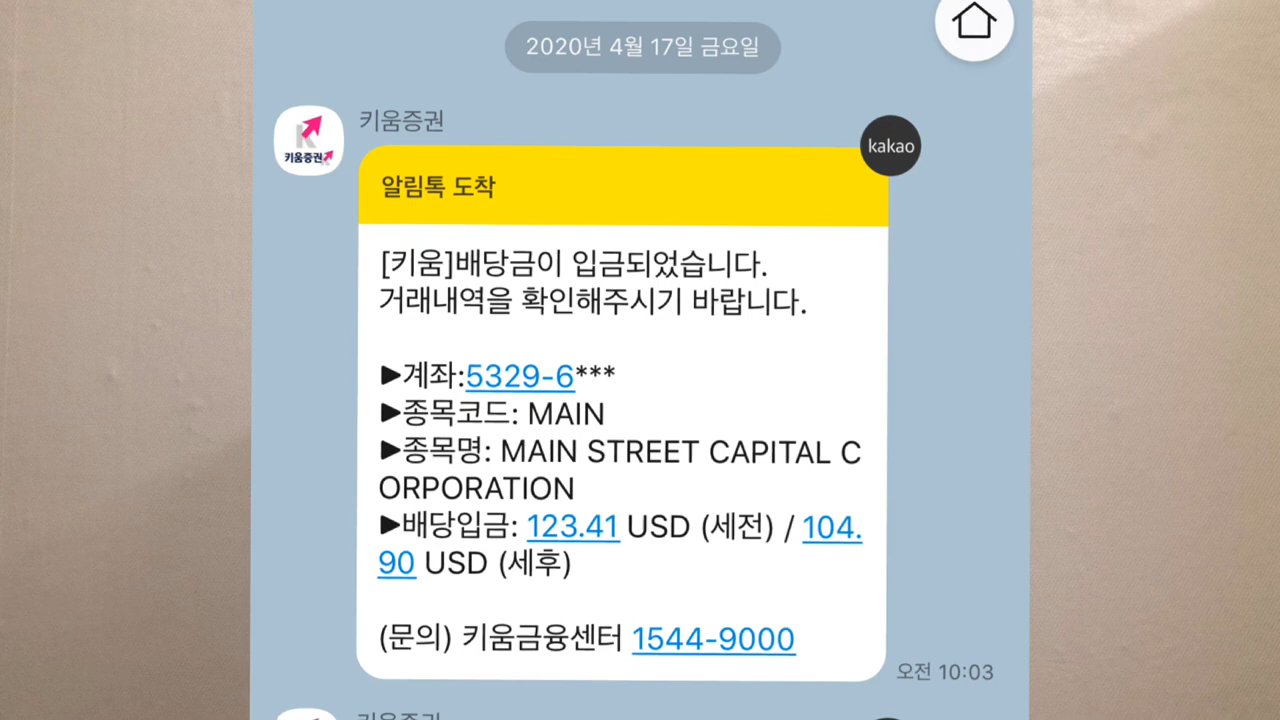 2020년 4월 17일 금요일
키움증권
키움증권
kakao
알림톡 도착
[키움]배당금이 입금되었습니다.
거래내역을 확인해주시기 바랍니다.
▶계좌:5329-6***
▶종목코드: MAIN
▶종목명: MAIN STREET CAPITAL C
ORPORATION
▶배당입금: 123.41 USD (세전) / 104.
90 USD (세후)
(문의) 키움금융센터 1544-9000
오전 10:03
키움증권